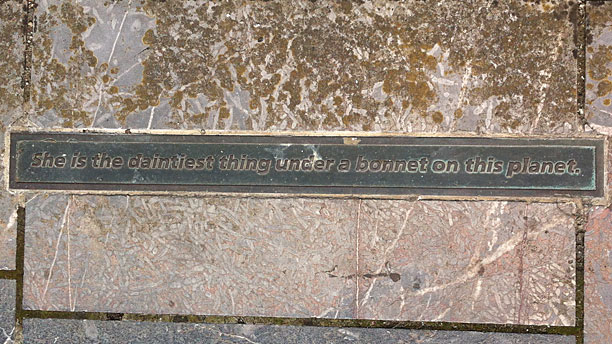 She is the daintiest thing under a bonnet on this planet.